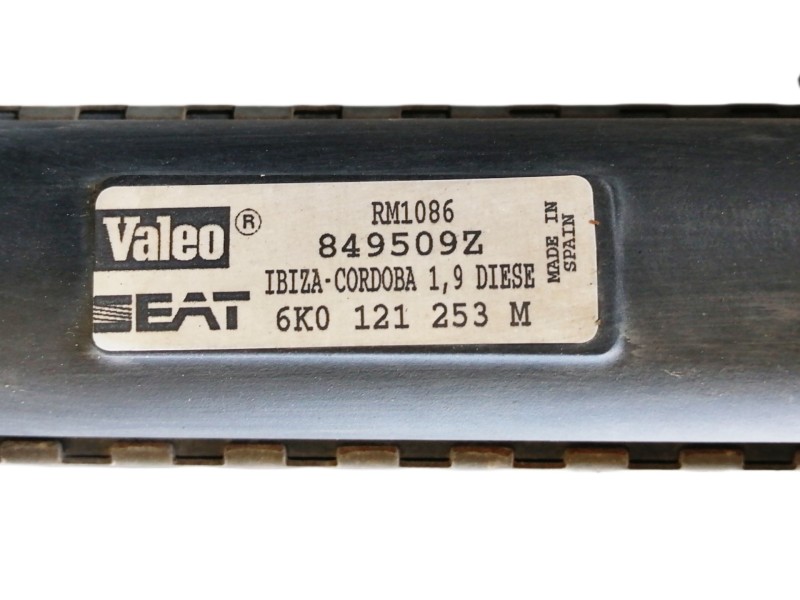 Valeo ®
RM1086
849509Z
IBIZA-CORDOBA 1,9 DIESE
SEAT
6K0 121 253 M
MADE IN
SPAIN